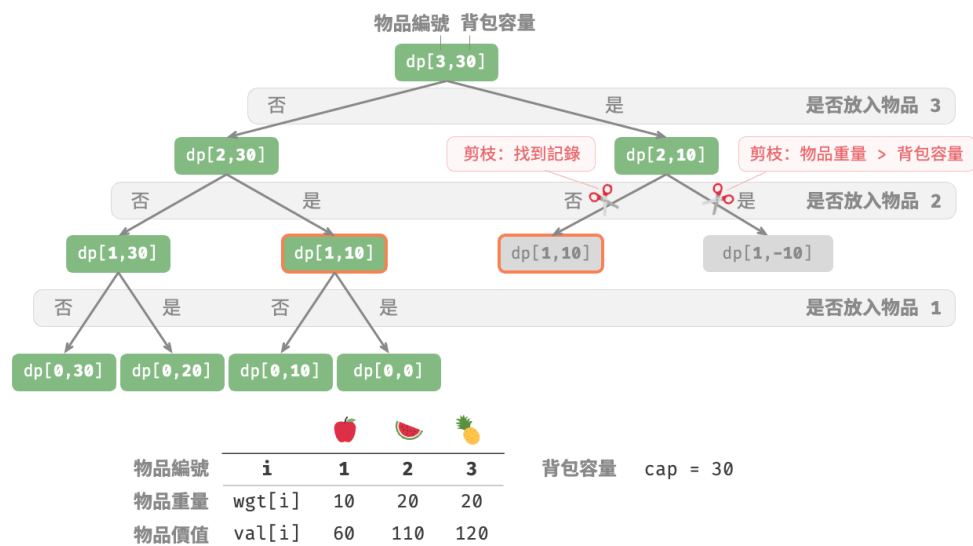 物品編號 背包容量
dp[3,30]
否 是 是否放入物品 3
dp[2,30] 剪枝：找到記錄 dp[2,10] 剪枝：物品重量 > 背包容量
否 是 否 是 是否放入物品 2
dp[1,30] dp[1,10] dp[1,10] dp[1,-10]
否 是 否 是 是否放入物品 1
dp[0,30] dp[0,20] dp[0,10] dp[0,0]
物品編號 i 1 2 3 背包容量 cap = 30
物品重量 wgt[i] 10 20 20
物品價值 val[i] 60 110 120